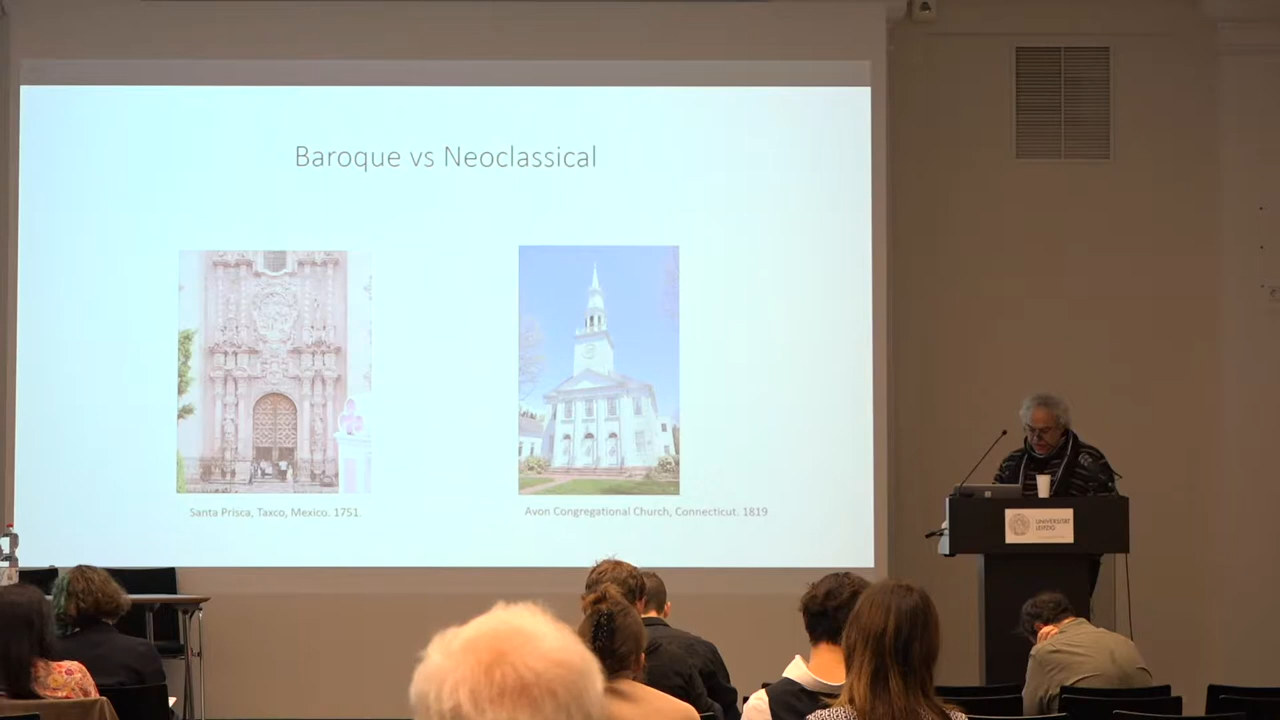 Baroque vs Neoclassical
Santa Prisca, Taxco, Mexico. 1751.
Avon Congregational Church, Connecticut. 1819
UNIVERSITÄT
LEIPZIG